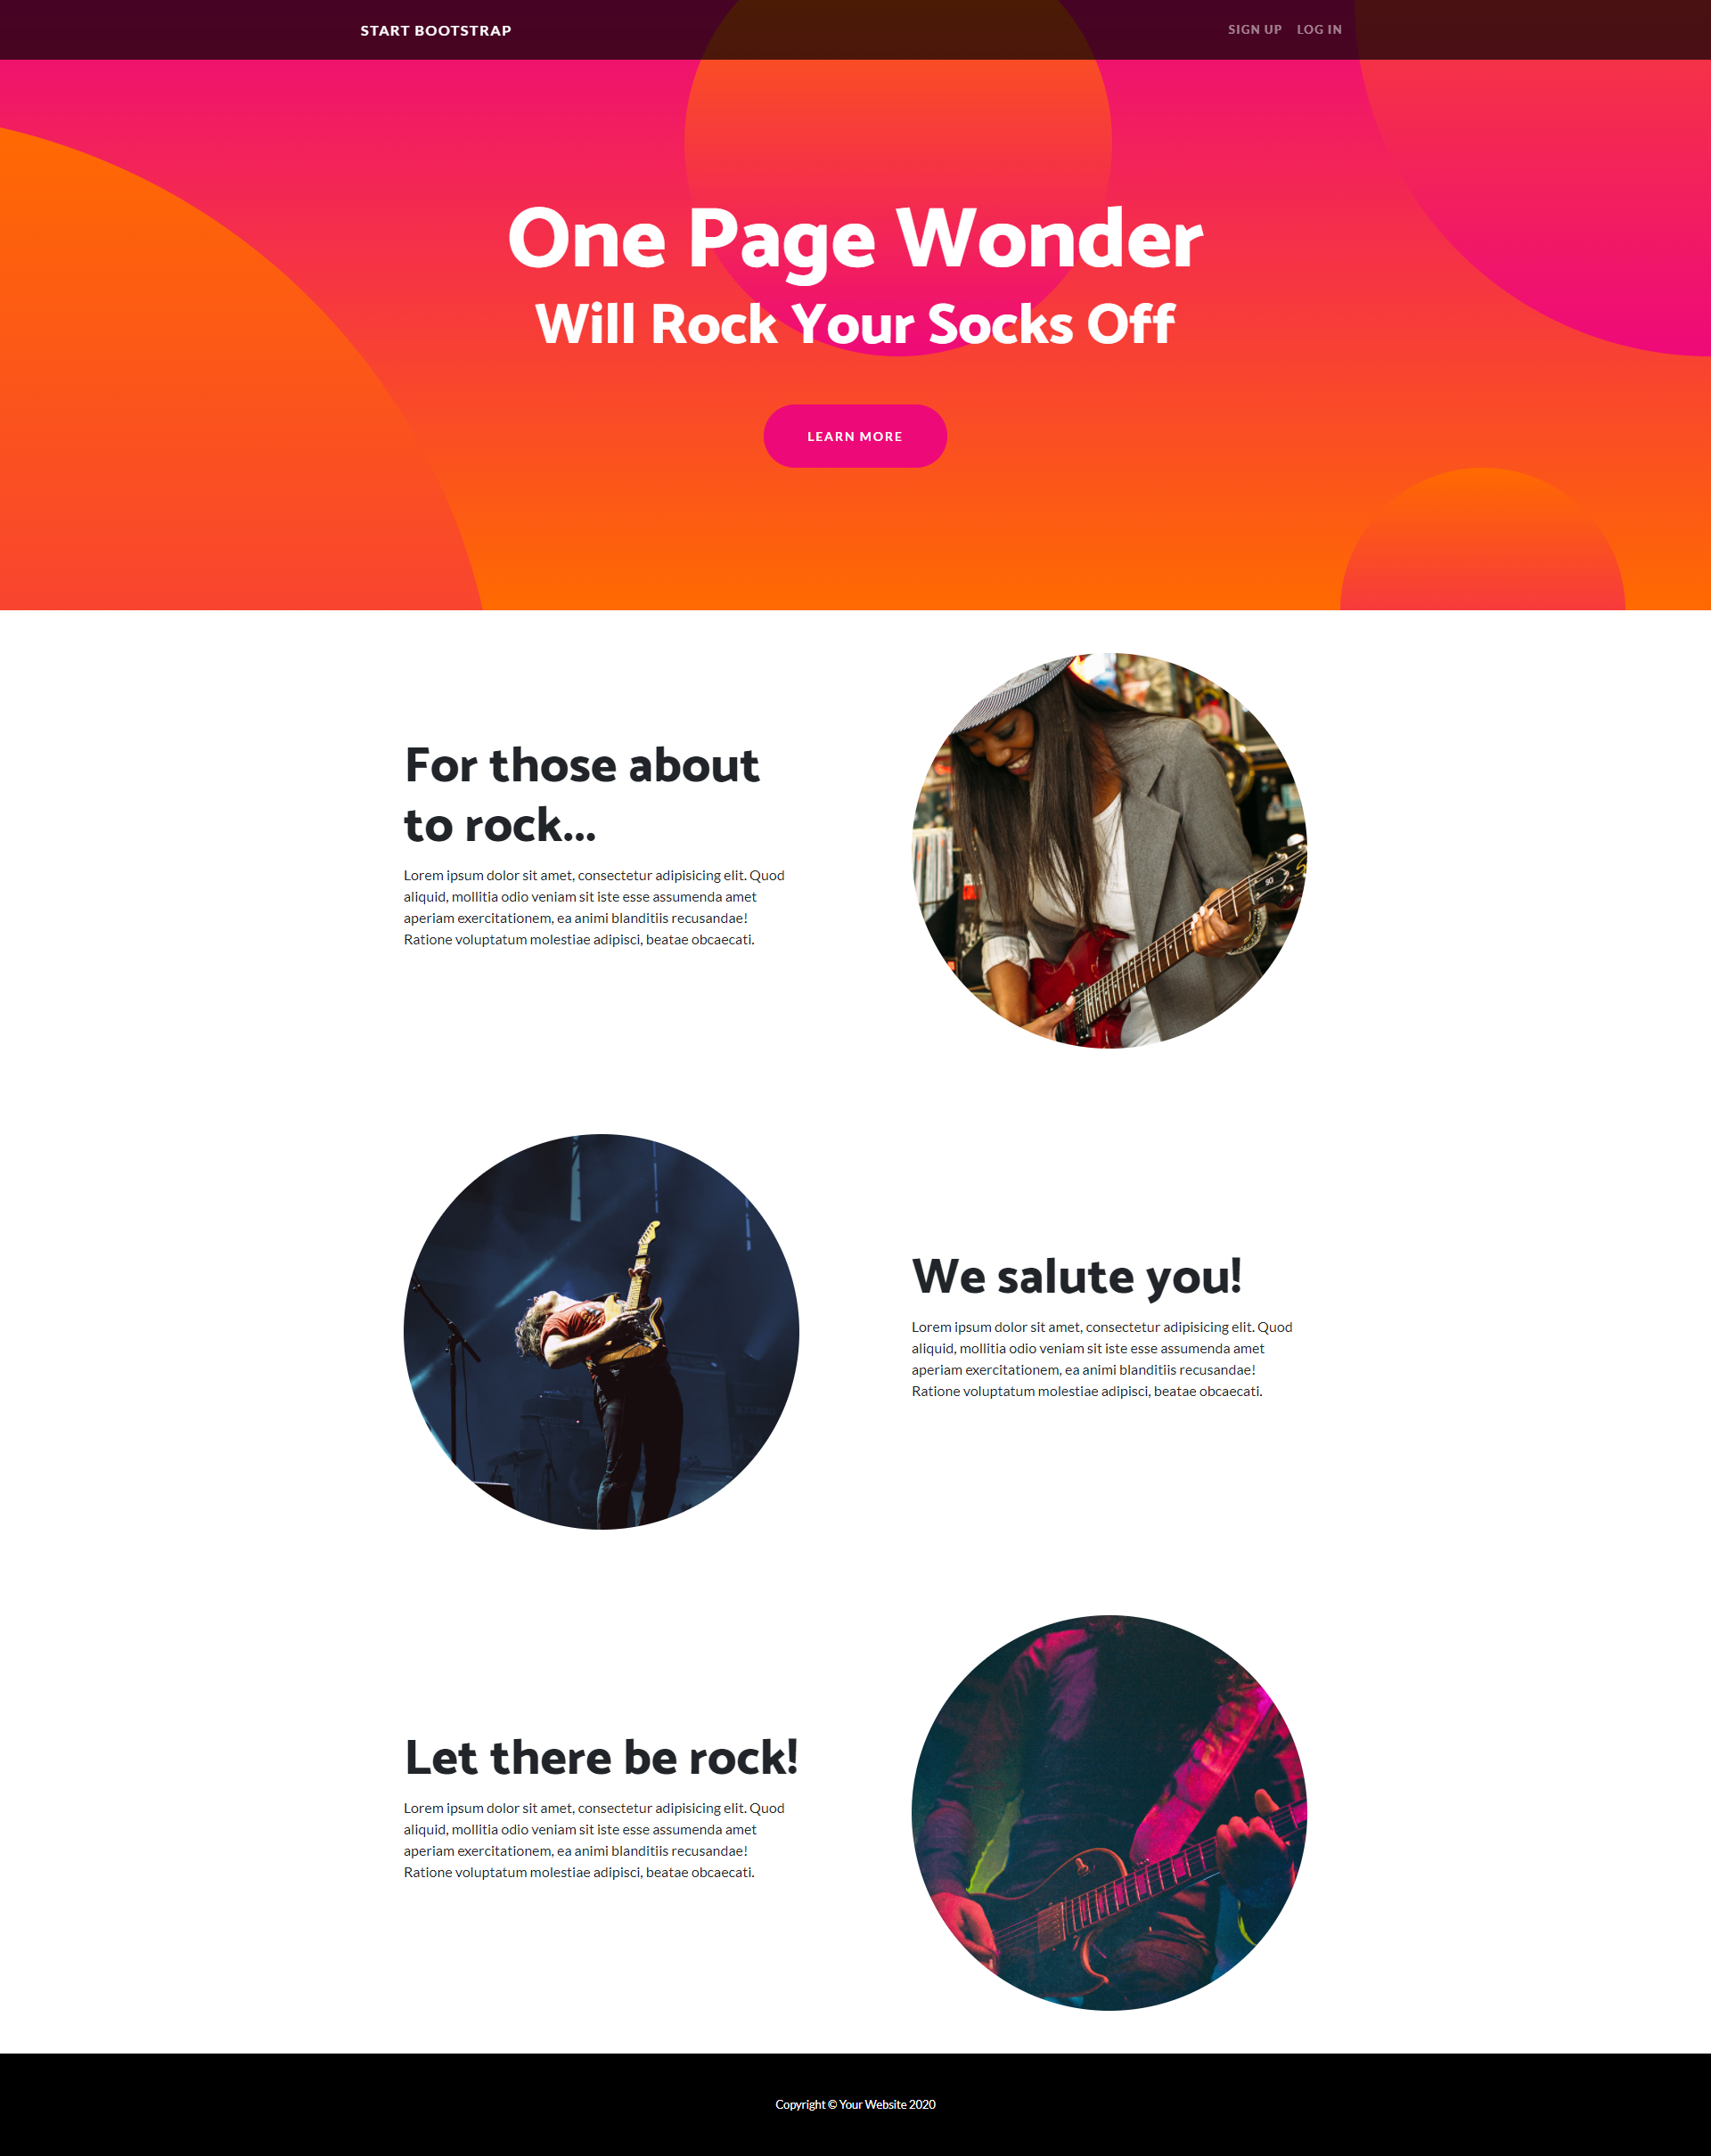 START BOOTSTRAP
SIGN UP LOG IN
One Page Wonder
Will Rock Your Socks Off
LEARN MORE
For those about
to rock...
Lorem ipsum dolor sit amet, consectetur adipisicing elit. Quod
aliquid, mollitia odio veniam sit iste esse assumenda amet
aperiam exercitationem, ea animi blanditiis recusandae!
Ratione voluptatum molestiae adipisci, beatae obcaecati.
We salute you!
Lorem ipsum dolor sit amet, consectetur adipisicing elit. Quod
aliquid, mollitia odio veniam sit iste esse assumenda amet
aperiam exercitationem, ea animi blanditiis recusandae!
Ratione voluptatum molestiae adipisci, beatae obcaecati.
Let there be rock!
Lorem ipsum dolor sit amet, consectetur adipisicing elit. Quod
aliquid, mollitia odio veniam sit iste esse assumenda amet
aperiam exercitationem, ea animi blanditiis recusandae!
Ratione voluptatum molestiae adipisci, beatae obcaecati.
Copyright © Your Website 2020